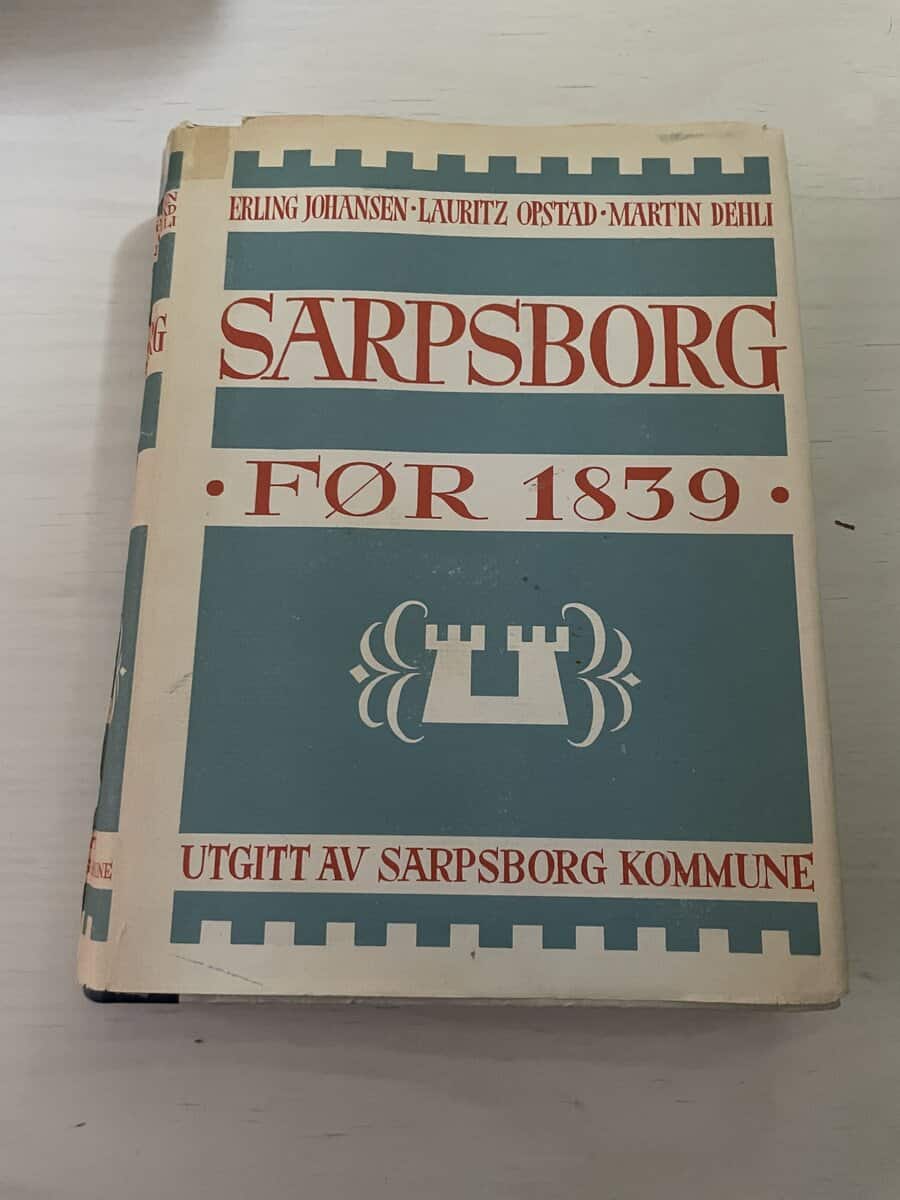 ERLING JOHANSEN · LAURITZ OPSTAD · MARTIN DEHLI
SARPSBORG
· FØR 1839 ·
UTGITT AV SARPSBORG KOMMUNE